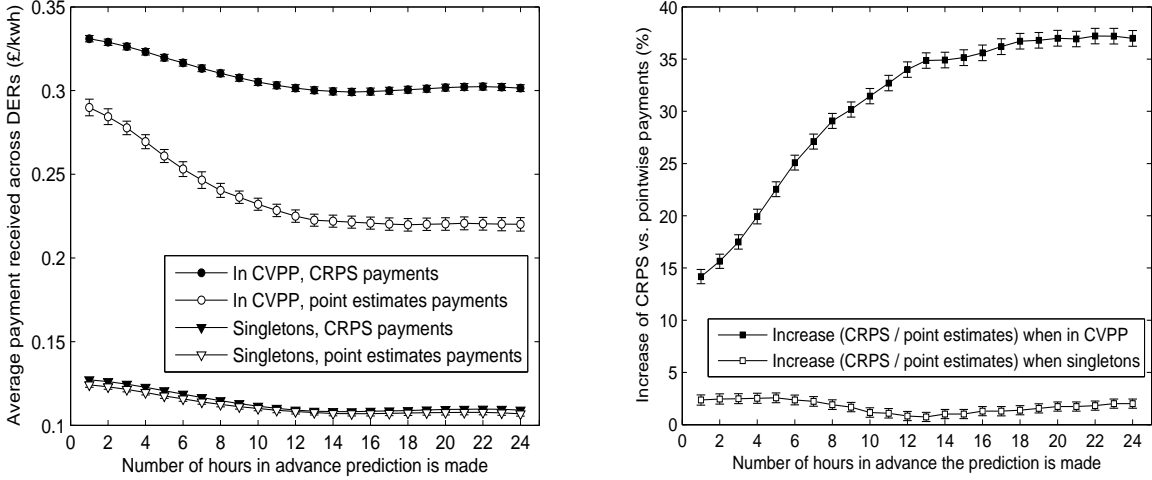 Average payment received across DERs (£/kwh)
0.35
0.3
0.25
0.2
0.15
0.1
In CVPP, CRPS payments
In CVPP, point estimates payments
Singletons, CRPS payments
Singletons, point estimates payments
0 2 4 6 8 10 12 14 16 18 20 22 24
Number of hours in advance prediction is made
Increase of CRPS vs. pointwise payments (%)
40
35
30
25
20
15
10
5
0
Increase (CRPS / point estimates) when in CVPP
Increase (CRPS / point estimates) when singletons
0 2 4 6 8 10 12 14 16 18 20 22 24
Number of hours in advance the prediction is made